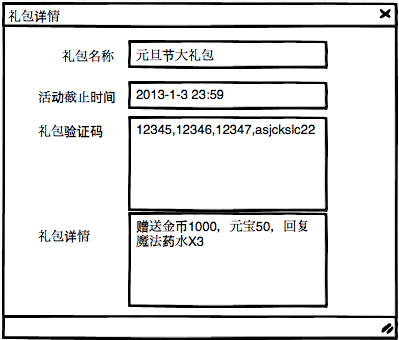 礼包详情
礼包名称 元旦节大礼包
活动截止时间 2013-1-3 23:59
礼包验证码 12345,12346,12347,asjckslc22
礼包详情 赠送金币1000，元宝50，回复
魔法药水X3